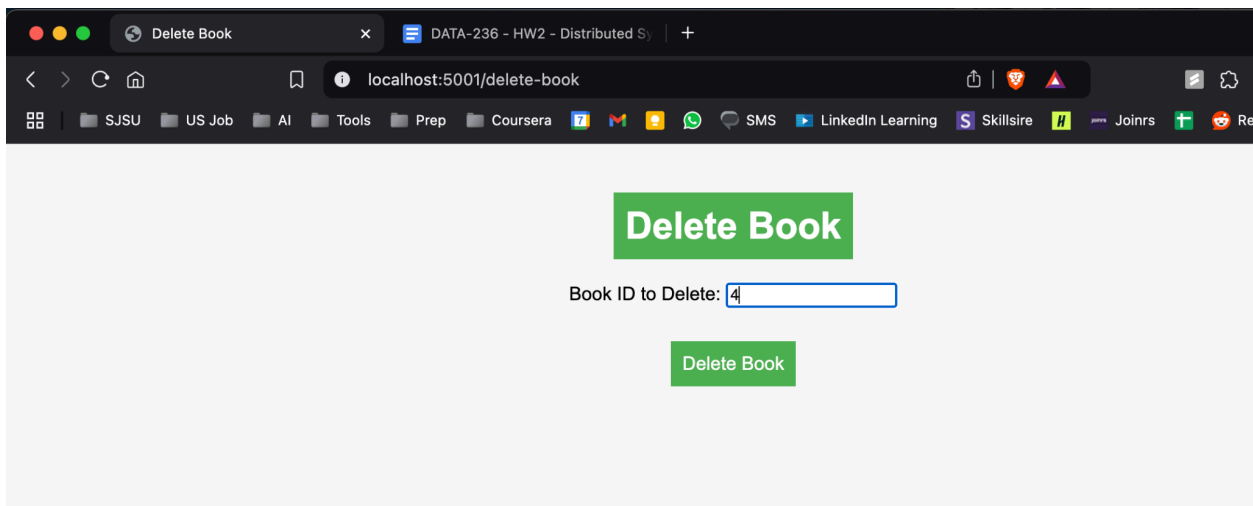 Delete Book
DATA-236 - HW2 - Distributed Sy
localhost:5001/delete-book
SJSU US Job AI Tools Prep Coursera 7 SMS LinkedIn Learning S Skillsire H Joinrs Re
Delete Book
Book ID to Delete: 4
Delete Book